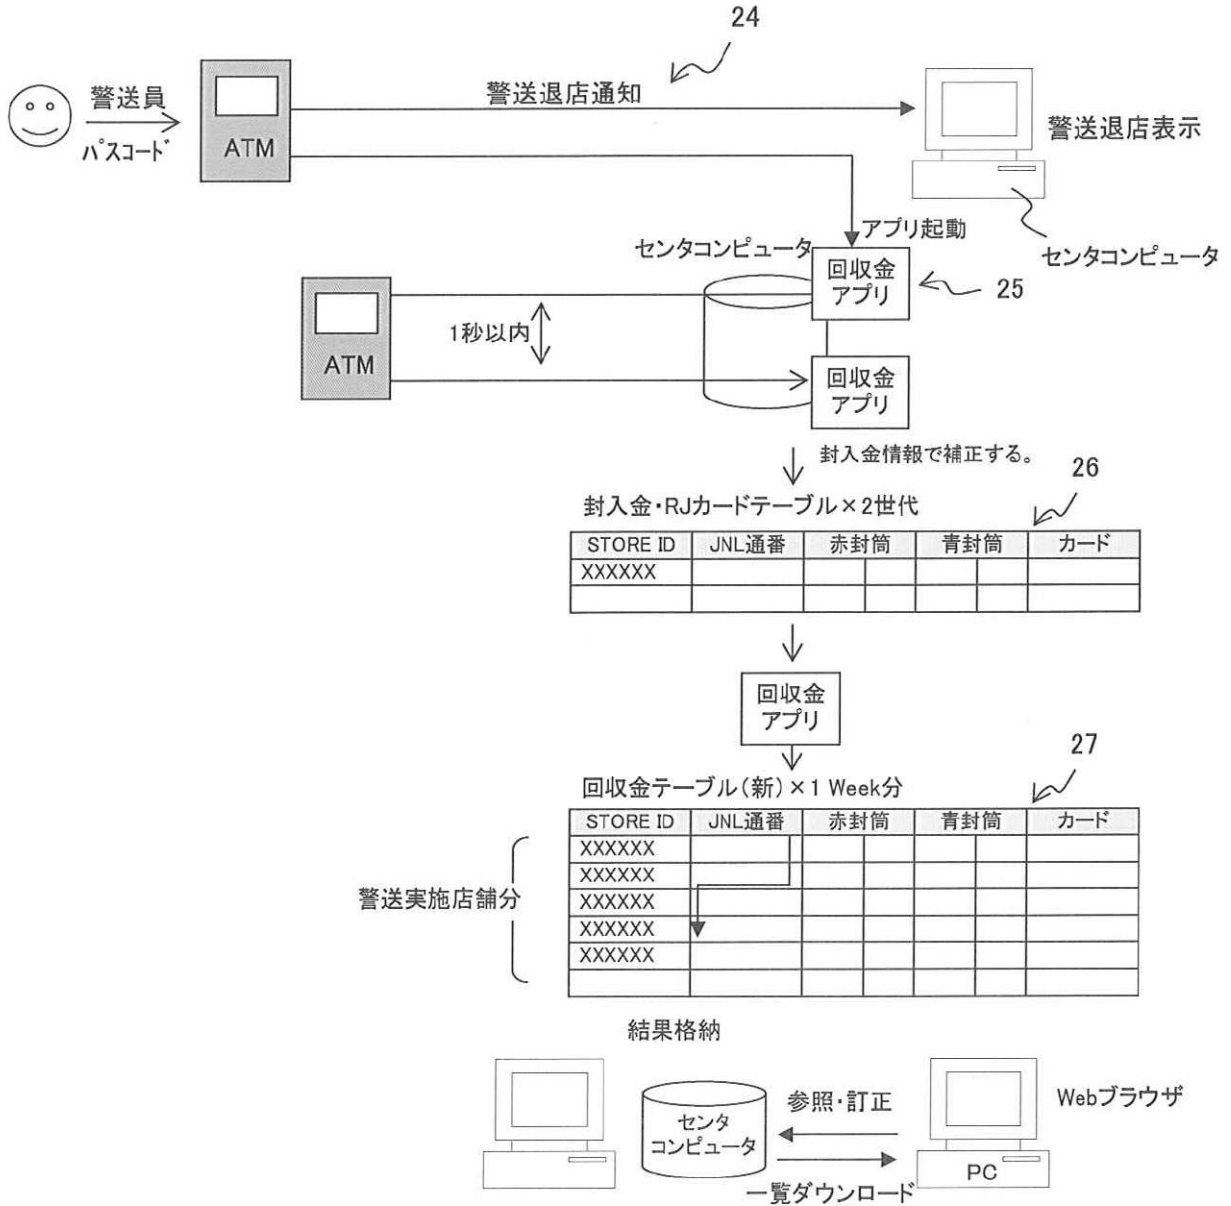 24
警送員
パスコード
ATM
警送退店通知
警送退店表示
センタコンピュータ
アプリ起動
センタコンピュータ
回収金
アプリ
25
ATM
1秒以内
回収金
アプリ
封入金情報で補正する。
26
封入金・RJカードテーブル×2世代
STORE ID JNL通番 赤封筒 青封筒 カード
XXXXXX
回収金
アプリ
27
回収金テーブル(新)×1 Week分
STORE ID JNL通番 赤封筒 青封筒 カード
XXXXXX
XXXXXX
XXXXXX
XXXXXX
XXXXXX
警送実施店舗分
結果格納
センタ
コンピュータ
参照・訂正
一覧ダウンロード
Webブラウザ
PC